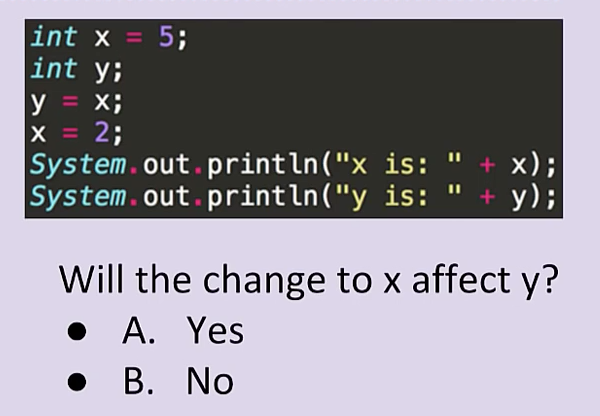 int x = 5;
int y;
y = x;
x = 2;
System.out.println("x is: " + x);
System.out.println("y is: " + y);
Will the change to x affect y?
● A. Yes
● B. No